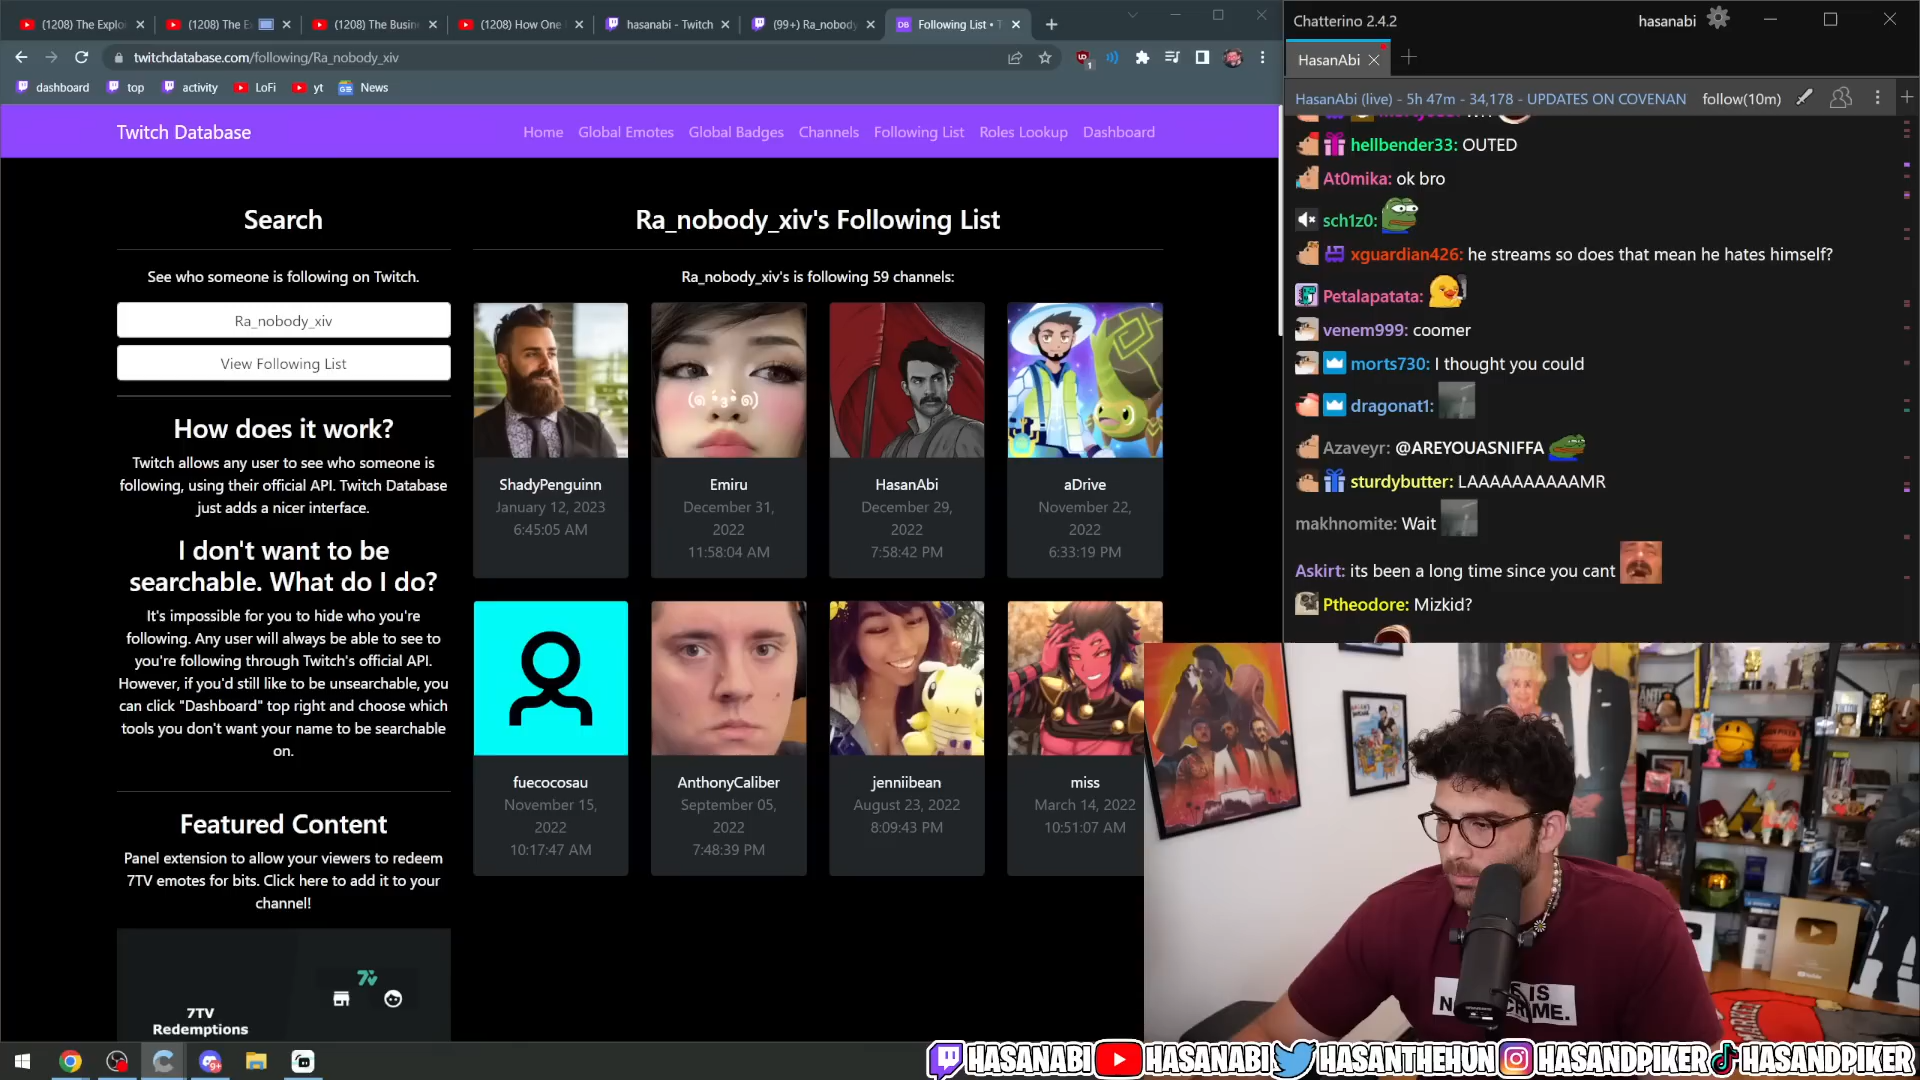 (1208) The Explo
(1208) The E
(1208) The Busin
(1208) How One
hasanabi - Twitch
(99+) Ra_nobody
Following List • T
twitchdatabase.com/following/Ra_nobody_xiv
dashboard
top
activity
LoFi
yt
News
Twitch Database
Home
Global Emotes
Global Badges
Channels
Following List
Roles Lookup
Dashboard
Search
See who someone is following on Twitch.
Ra_nobody_xiv
View Following List
How does it work?
Twitch allows any user to see who someone is
following, using their official API. Twitch Database
just adds a nicer interface.
I don't want to be
searchable. What do I do?
It's impossible for you to hide who you're
following. Any user will always be able to see to
you're following through Twitch's official API.
However, if you'd still like to be unsearchable, you
can click "Dashboard" top right and choose which
tools you don't want your name to be searchable
on.
Featured Content
Panel extension to allow your viewers to redeem
7TV emotes for bits. Click here to add it to your
channel!
7TV
Redemptions
Ra_nobody_xiv's Following List
Ra_nobody_xiv's is following 59 channels:
ShadyPenguinn
January 12, 2023
6:45:05 AM
Emiru
December 31,
2022
11:58:04 AM
HasanAbi
December 29,
2022
7:58:42 PM
aDrive
November 22,
2022
6:33:19 PM
fuecocosau
November 15,
2022
10:17:47 AM
AnthonyCaliber
September 05,
2022
7:48:39 PM
jenniibean
August 23, 2022
8:09:43 PM
miss
March 14, 2022
10:51:07 AM
Chatterino 2.4.2
hasanabi
HasanAbi
HasanAbi (live) - 5h 47m - 34,178 - UPDATES ON COVENAN
follow(10m)
hellbender33: OUTED
At0mika: ok bro
sch1z0:
xguardian426: he streams so does that mean he hates himself?
Petalapatata:
venem999: coomer
morts730: I thought you could
dragonat1:
Azaveyr: @AREYOUASNIFFA
sturdybutter: LAAAAAAAAAAMR
makhnomite: Wait
Askirt: its been a long time since you cant
Ptheodore: Mizkid?
HASANABI
HASANABI
HASANTHEHUN
HASANDPIKER
HASANDPIKER